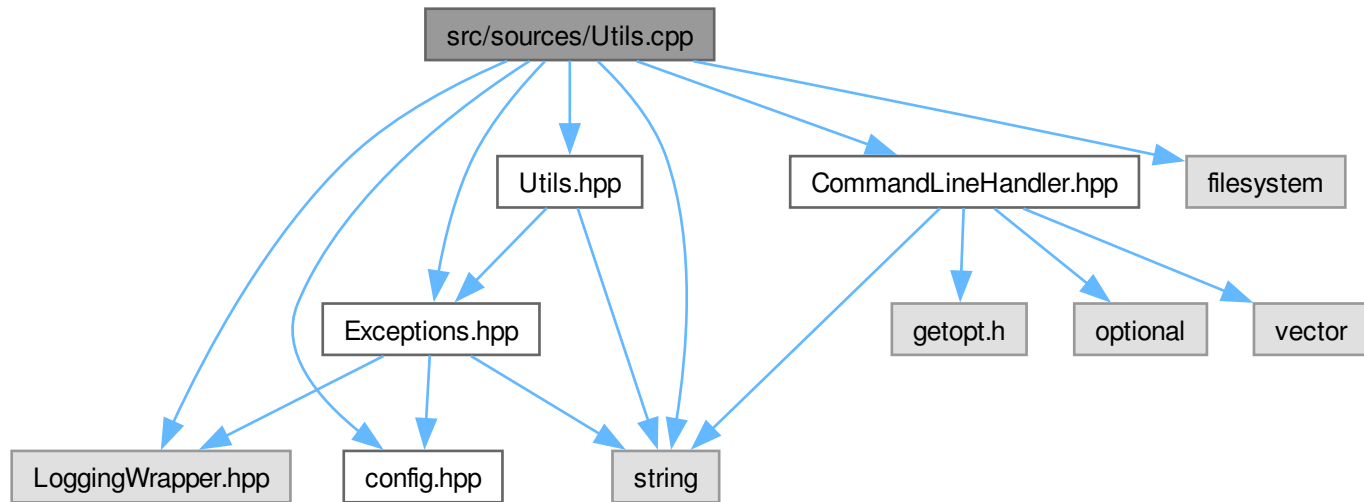 src/sources/Utils.cpp
Utils.hpp
CommandLineHandler.hpp
filesystem
Exceptions.hpp
getopt.h
optional
vector
LoggingWrapper.hpp
config.hpp
string